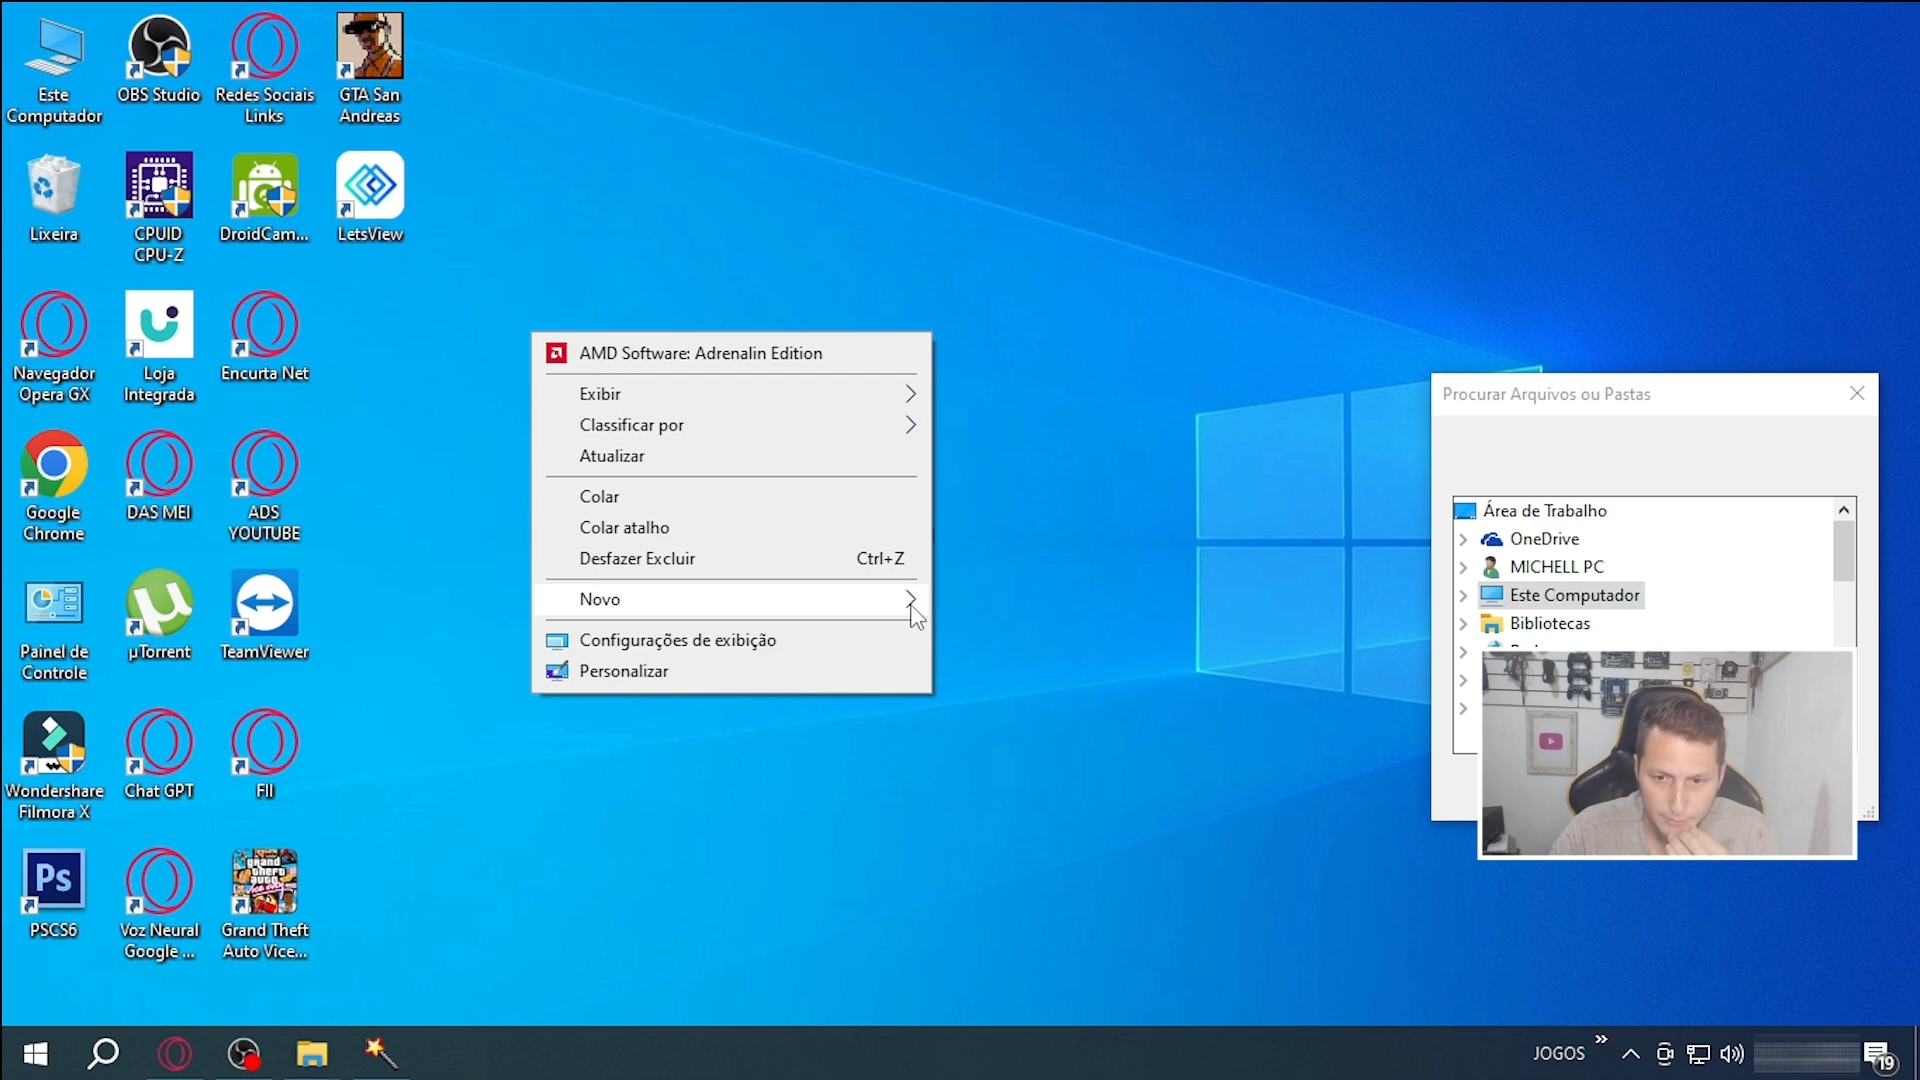 Este
Computador
OBS Studio
Redes Sociais
Links
GTA San
Andreas
Lixeira
CPUID
CPU-Z
DroidCam...
LetsView
Navegador
Opera GX
Loja
Integrada
Encurta Net
Google
Chrome
DAS MEI
ADS
YOUTUBE
Painel de
Controle
µTorrent
TeamViewer
Wondershare
Filmora X
Chat GPT
FII
Ps
PSCS6
Voz Neural
Google ...
grand
theft
auto
Grand Theft
Auto Vice...
AMD Software: Adrenalin Edition
Exibir
Classificar por
Atualizar
Colar
Colar atalho
Desfazer Excluir Ctrl+Z
Novo
Configurações de exibição
Personalizar
Procurar Arquivos ou Pastas
Área de Trabalho
OneDrive
MICHELL PC
Este Computador
Bibliotecas
JOGOS
19